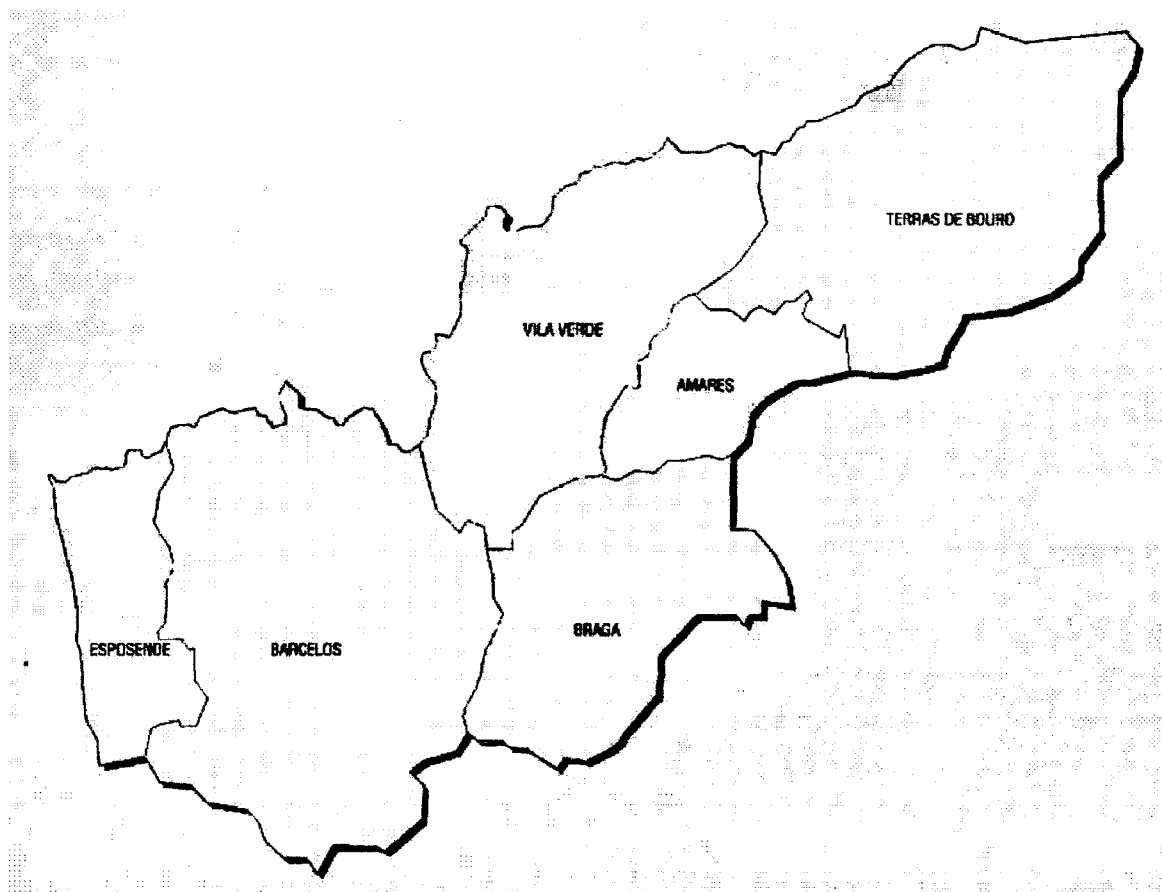 TERRAS DE BOURO
VILA VERDE
AMARES
BRAGA
ESPOSENDE
BARCELOS